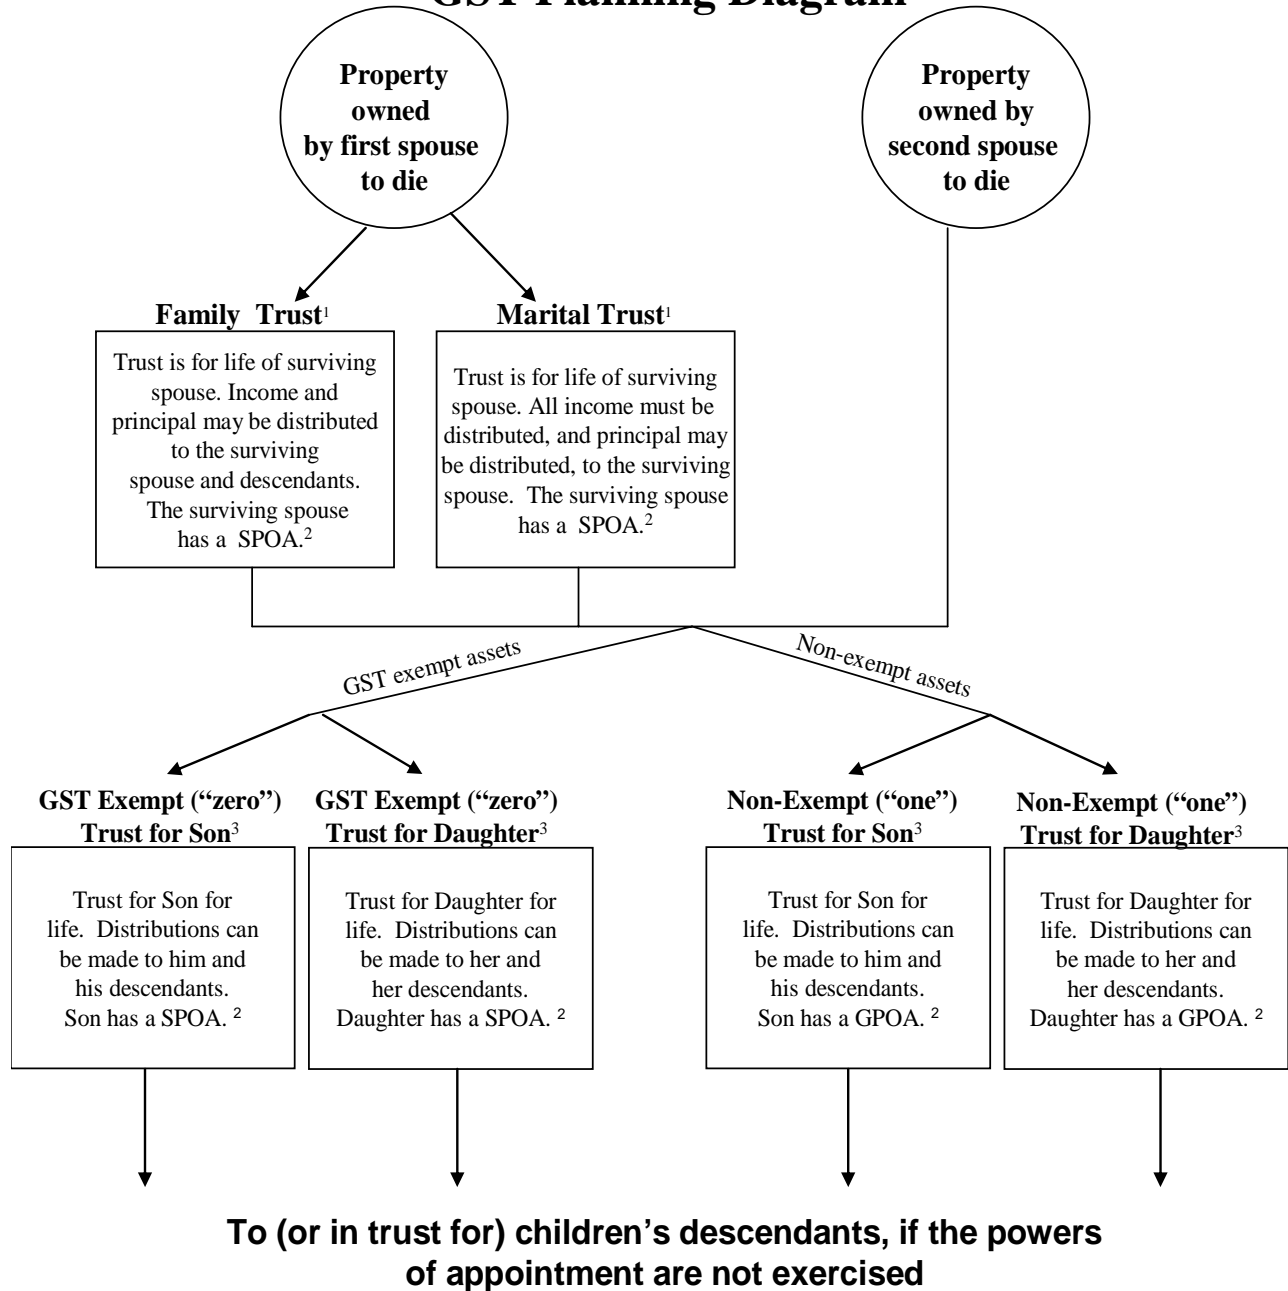 GST Planning Diagram
Property
owned
by first spouse
to die
Property
owned by
second spouse
to die
Family Trust¹
Trust is for life of surviving
spouse. Income and
principal may be distributed
to the surviving
spouse and descendants.
The surviving spouse
has a SPOA.²
Marital Trust¹
Trust is for life of surviving
spouse. All income must be
distributed, and principal may
be distributed, to the surviving
spouse. The surviving spouse
has a SPOA.²
GST exempt assets
Non-exempt assets
GST Exempt (“zero”)
Trust for Son³
Trust for Son for
life. Distributions can
be made to him and
his descendants.
Son has a SPOA. ²
GST Exempt (“zero”)
Trust for Daughter³
Trust for Daughter for
life. Distributions can
be made to her and
her descendants.
Daughter has a SPOA. ²
Non-Exempt (“one”)
Trust for Son³
Trust for Son for
life. Distributions can
be made to him and
his descendants.
Son has a GPOA. ²
Non-Exempt (“one”)
Trust for Daughter³
Trust for Daughter for
life. Distributions can
be made to her and
her descendants.
Daughter has a GPOA. ²
To (or in trust for) children’s descendants, if the powers
of appointment are not exercised